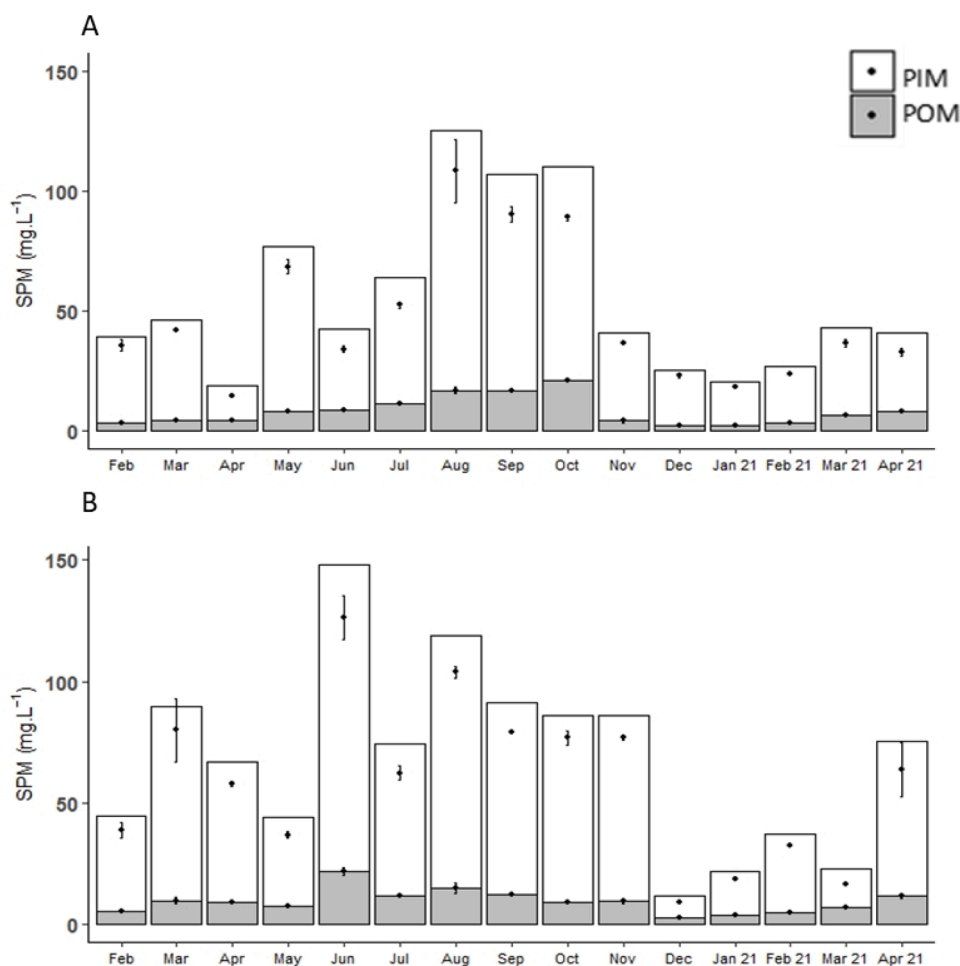 A
150
100
50
0
SPM (mg.L⁻¹)
PIM
POM
Feb Mar Apr May Jun Jul Aug Sep Oct Nov Dec Jan 21 Feb 21 Mar 21 Apr 21
B
150
100
50
0
SPM (mg.L⁻¹)
Feb Mar Apr May Jun Jul Aug Sep Oct Nov Dec Jan 21 Feb 21 Mar 21 Apr 21